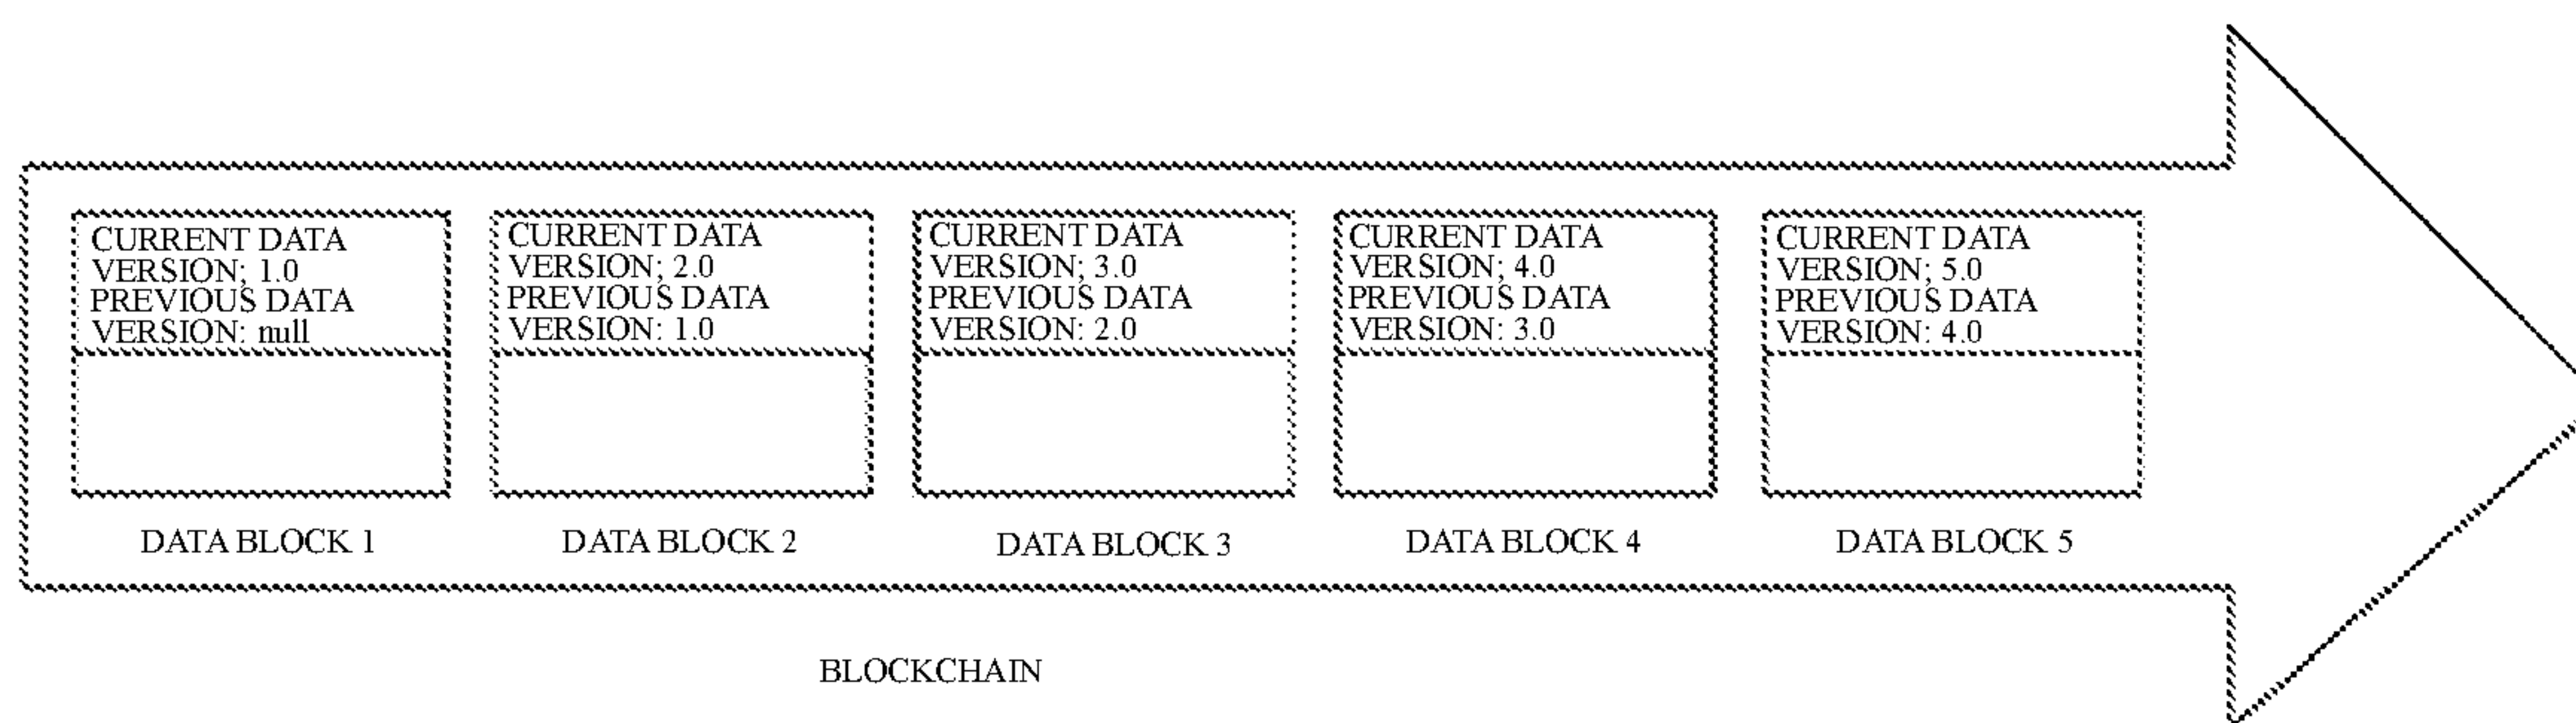 CURRENT DATA
VERSION; 1.0
PREVIOUS DATA
VERSION: null
DATA BLOCK 1
CURRENT DATA
VERSION; 2.0
PREVIOUS DATA
VERSION: 1.0
DATA BLOCK 2
CURRENT DATA
VERSION; 3.0
PREVIOUS DATA
VERSION: 2.0
DATA BLOCK 3
CURRENT DATA
VERSION; 4.0
PREVIOUS DATA
VERSION: 3.0
DATA BLOCK 4
CURRENT DATA
VERSION; 5.0
PREVIOUS DATA
VERSION: 4.0
DATA BLOCK 5
BLOCKCHAIN